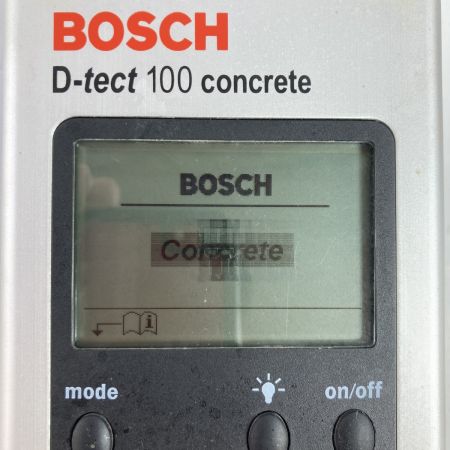 BOSCH
D-tect 100 concrete
BOSCH
Concrete
i
mode
on/off